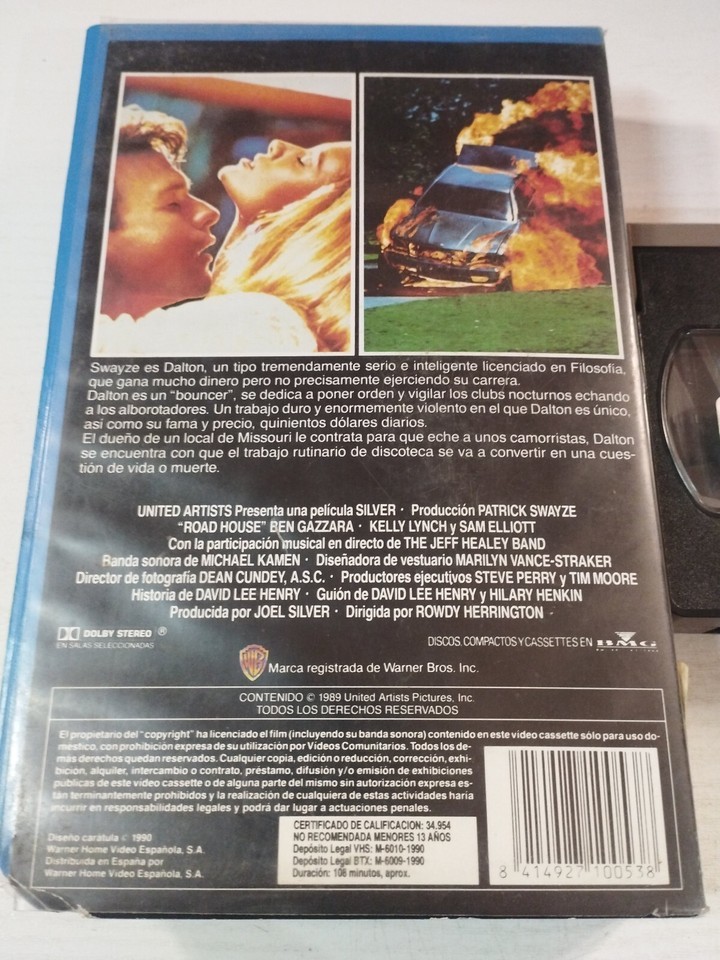 Swayze es Dalton, un tipo tremendamente serio e inteligente licenciado en Filosofía,
que gana mucho dinero pero no precisamente ejerciendo su carrera.
Dalton es un "bouncer", se dedica a poner orden y vigilar los clubs nocturnos echando
a los alborotadores. Un trabajo duro y enormemente violento en el que Dalton es único,
así como su fama y precio, quinientos dólares diarios.
El dueño de un local de Missouri le contrata para que eche a unos camorristas, Dalton
se encuentra con que el trabajo rutinario de discoteca se va a convertir en una cues-
tión de vida o muerte.
UNITED ARTISTS Presenta una película SILVER · Producción PATRICK SWAYZE
"ROAD HOUSE" BEN GAZZARA · KELLY LYNCH y SAM ELLIOTT
Con la participación musical en directo de THE JEFF HEALEY BAND
Banda sonora de MICHAEL KAMEN · Diseñadora de vestuario MARILYN VANCE-STRAKER
Director de fotografía DEAN CUNDEY, A.S.C. · Productores ejecutivos STEVE PERRY y TIM MOORE
Historia de DAVID LEE HENRY · Guión de DAVID LEE HENRY y HILARY HENKIN
Producida por JOEL SILVER · Dirigida por ROWDY HERRINGTON
DOLBY STEREO ®
EN SALAS SELECCIONADAS
DISCOS, COMPACTOS Y CASSETTES EN BMG
WB Marca registrada de Warner Bros. Inc.
CONTENIDO © 1989 United Artists Pictures, Inc.
TODOS LOS DERECHOS RESERVADOS
El propietario del "copyright" ha licenciado el film (incluyendo su banda sonora) contenido en este video cassette sólo para uso do-
méstico, con prohibición expresa de su utilización por Vídeos Comunitarios. Todos los de-
más derechos quedan reservados. Cualquier copia, edición o reducción, corrección, exhi-
bición, alquiler, intercambio o contrato, préstamo, difusión y/o emisión de exhibiciones
públicas de este video cassette o de alguna parte del mismo sin autorización expresa es-
tán terminantemente prohibidos y la realización de cualquiera de estas actividades haría
incurrir en responsabilidades legales y podrá dar lugar a actuaciones penales.
Diseño carátula © 1990
Warner Home Video Española, S.A.
Distribuida en España por
Warner Home Video Española, S.A.
CERTIFICADO DE CALIFICACION: 34.954
NO RECOMENDADA MENORES 13 AÑOS
Depósito Legal VHS: M-6010-1990
Depósito Legal BTX: M-6009-1990
Duración: 108 minutos, aprox.
8 414927 100538